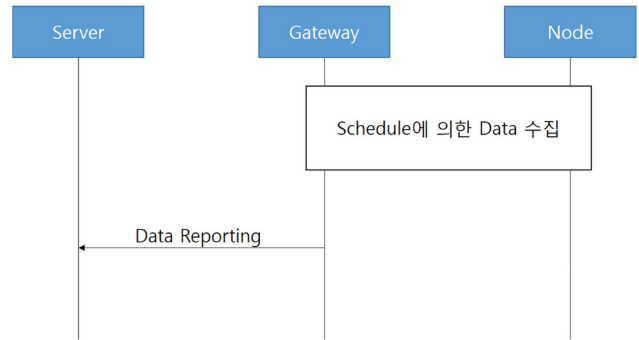 Server
Gateway
Node
Schedule에 의한 Data 수집
Data Reporting